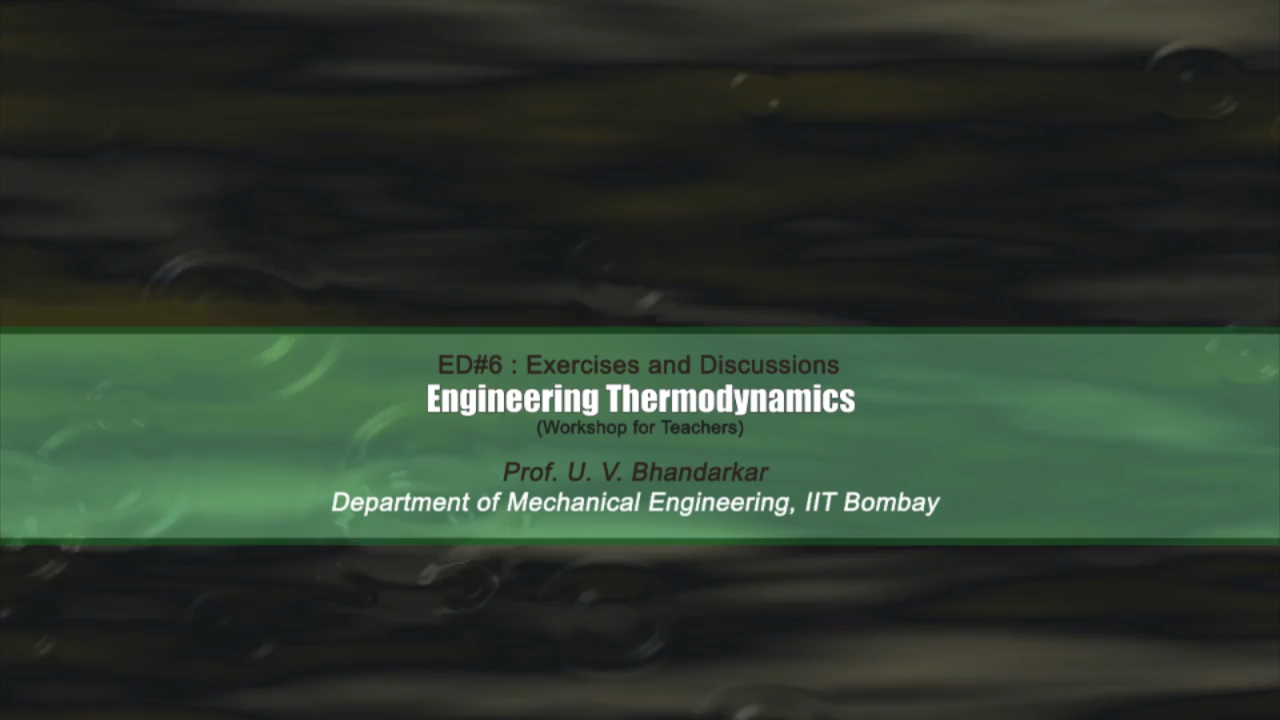 ED#6 : Exercises and Discussions
Engineering Thermodynamics
(Workshop for Teachers)
Prof. U. V. Bhandarkar
Department of Mechanical Engineering, IIT Bombay